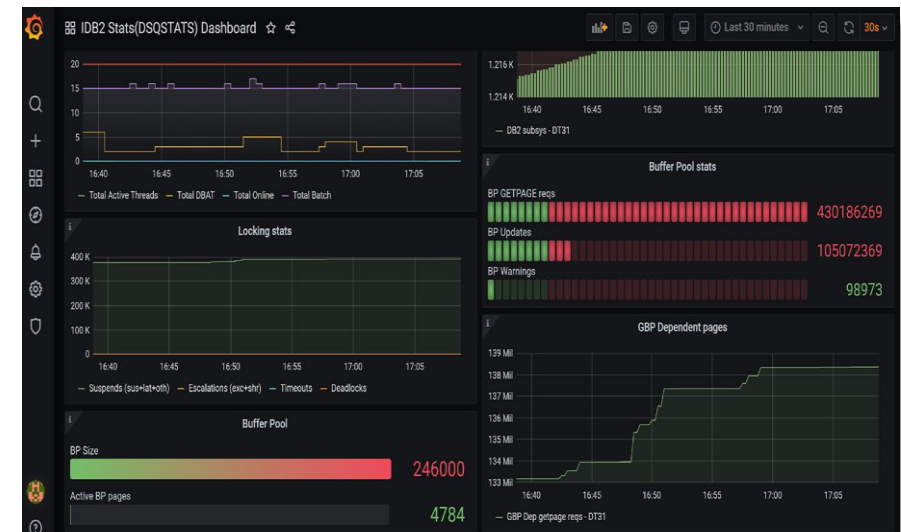 IDB2 Stats(DSQSTATS) Dashboard
Last 30 minutes
30s
20
15
10
5
0
16:40 16:45 16:50 16:55 17:00 17:05
Total Active Threads Total DBAT Total Online Total Batch
1.216 K
1.214 K
16:40 16:45 16:50 16:55 17:00 17:05
DB2 subsys - DT31
Locking stats
400 K
300 K
200 K
100 K
0
16:40 16:45 16:50 16:55 17:00 17:05
Suspends (sus+lat+oth) Escalations (exc+shr) Timeouts Deadlocks
Buffer Pool stats
BP GETPAGE reqs
430186269
BP Updates
105072369
BP Warnings
98973
Buffer Pool
BP Size
246000
Active BP pages
4784
GBP Dependent pages
139 Mil
138 Mil
137 Mil
136 Mil
135 Mil
134 Mil
133 Mil
16:40 16:45 16:50 16:55 17:00 17:05
GBP Dep getpage reqs - DT31